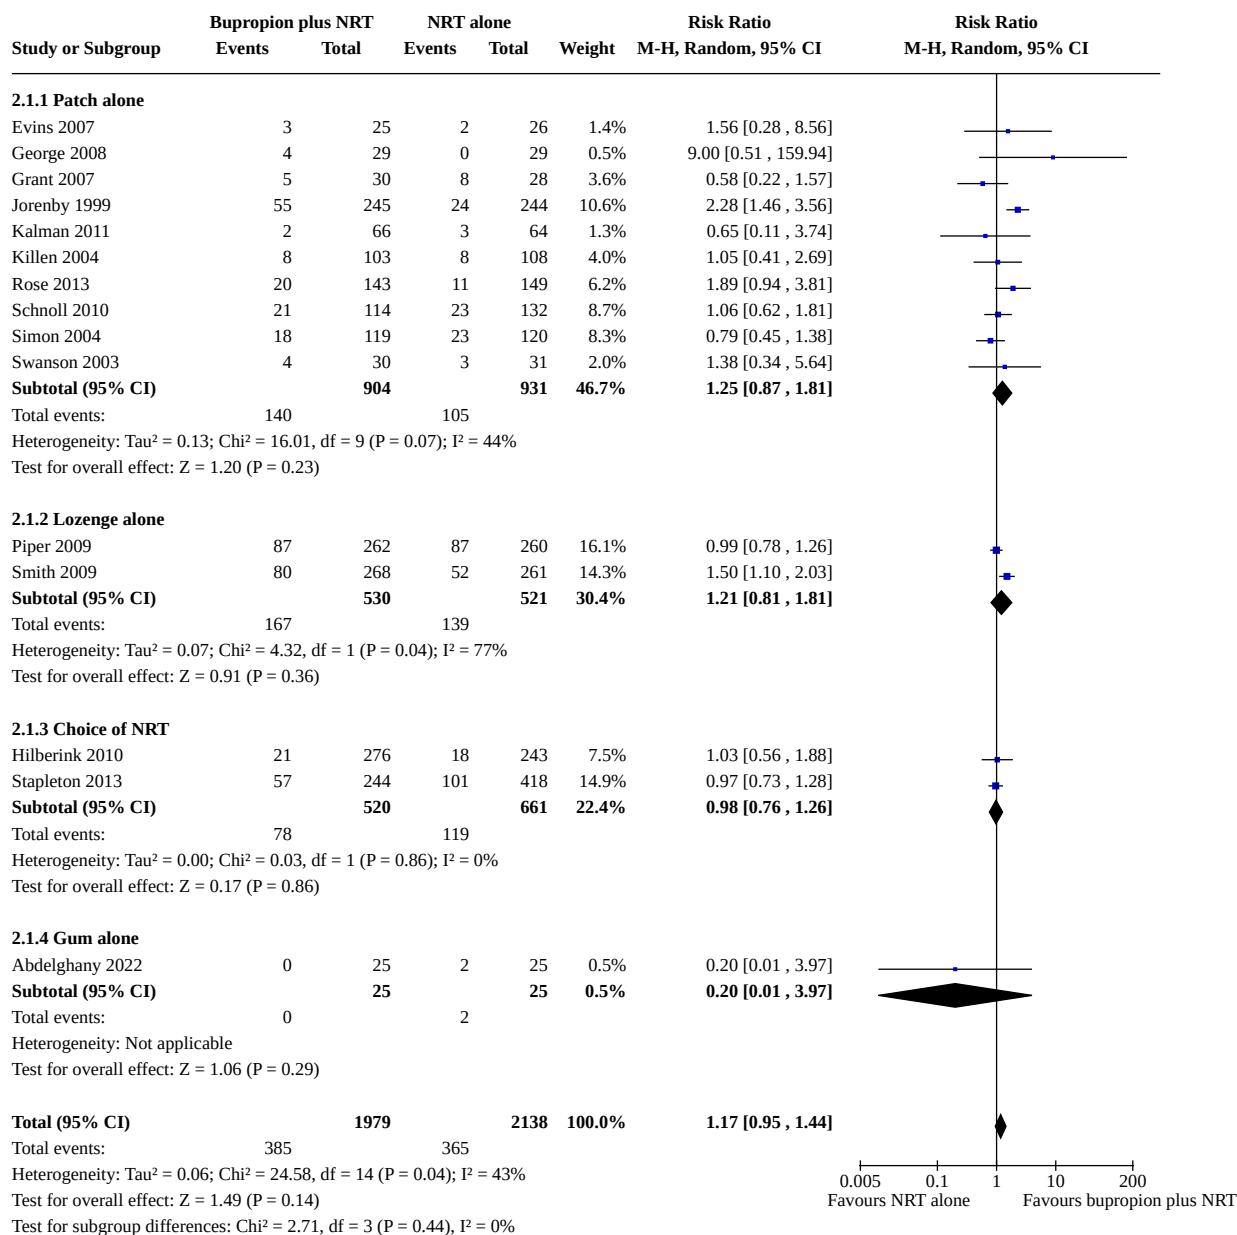 Bupropion plus NRT NRT alone Risk Ratio Risk Ratio
Study or Subgroup Events Total Events Total Weight M-H, Random, 95% CI M-H, Random, 95% CI
2.1.1 Patch alone
Evins 2007 3 25 2 26 1.4% 1.56 [0.28 , 8.56]
George 2008 4 29 0 29 0.5% 9.00 [0.51 , 159.94]
Grant 2007 5 30 8 28 3.6% 0.58 [0.22 , 1.57]
Jorenby 1999 55 245 24 244 10.6% 2.28 [1.46 , 3.56]
Kalman 2011 2 66 3 64 1.3% 0.65 [0.11 , 3.74]
Killen 2004 8 103 8 108 4.0% 1.05 [0.41 , 2.69]
Rose 2013 20 143 11 149 6.2% 1.89 [0.94 , 3.81]
Schnoll 2010 21 114 23 132 8.7% 1.06 [0.62 , 1.81]
Simon 2004 18 119 23 120 8.3% 0.79 [0.45 , 1.38]
Swanson 2003 4 30 3 31 2.0% 1.38 [0.34 , 5.64]
Subtotal (95% CI) 904 931 46.7% 1.25 [0.87 , 1.81]
Total events: 140 105
Heterogeneity: Tau² = 0.13; Chi² = 16.01, df = 9 (P = 0.07); I² = 44%
Test for overall effect: Z = 1.20 (P = 0.23)
2.1.2 Lozenge alone
Piper 2009 87 262 87 260 16.1% 0.99 [0.78 , 1.26]
Smith 2009 80 268 52 261 14.3% 1.50 [1.10 , 2.03]
Subtotal (95% CI) 530 521 30.4% 1.21 [0.81 , 1.81]
Total events: 167 139
Heterogeneity: Tau² = 0.07; Chi² = 4.32, df = 1 (P = 0.04); I² = 77%
Test for overall effect: Z = 0.91 (P = 0.36)
2.1.3 Choice of NRT
Hilberink 2010 21 276 18 243 7.5% 1.03 [0.56 , 1.88]
Stapleton 2013 57 244 101 418 14.9% 0.97 [0.73 , 1.28]
Subtotal (95% CI) 520 661 22.4% 0.98 [0.76 , 1.26]
Total events: 78 119
Heterogeneity: Tau² = 0.00; Chi² = 0.03, df = 1 (P = 0.86); I² = 0%
Test for overall effect: Z = 0.17 (P = 0.86)
2.1.4 Gum alone
Abdelghany 2022 0 25 2 25 0.5% 0.20 [0.01 , 3.97]
Subtotal (95% CI) 25 25 0.5% 0.20 [0.01 , 3.97]
Total events: 0 2
Heterogeneity: Not applicable
Test for overall effect: Z = 1.06 (P = 0.29)
Total (95% CI) 1979 2138 100.0% 1.17 [0.95 , 1.44]
Total events: 385 365
Heterogeneity: Tau² = 0.06; Chi² = 24.58, df = 14 (P = 0.04); I² = 43%
0.005 0.1 1 10 200
Test for overall effect: Z = 1.49 (P = 0.14) Favours NRT alone Favours bupropion plus NRT
Test for subgroup differences: Chi² = 2.71, df = 3 (P = 0.44), I² = 0%